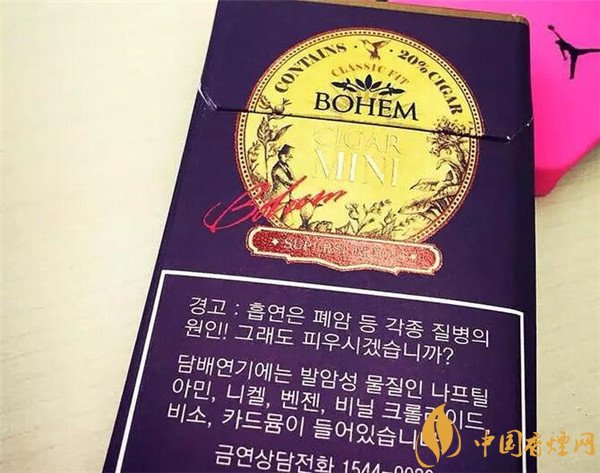 CONTAINS 20% CIGAR
CLASSIC FIT
BOHEM
CIGAR
MINI
Bohem
경고 : 흡연은 폐암 등 각종 질병의
원인! 그래도 피우시겠습니까?
담배연기에는 발암성 물질인 나프틸
아민, 니켈, 벤젠, 비닐 크롤라이드,
비소, 카드뮴이 들어있습니
금연상담전화 1544-9030
中国香烟网